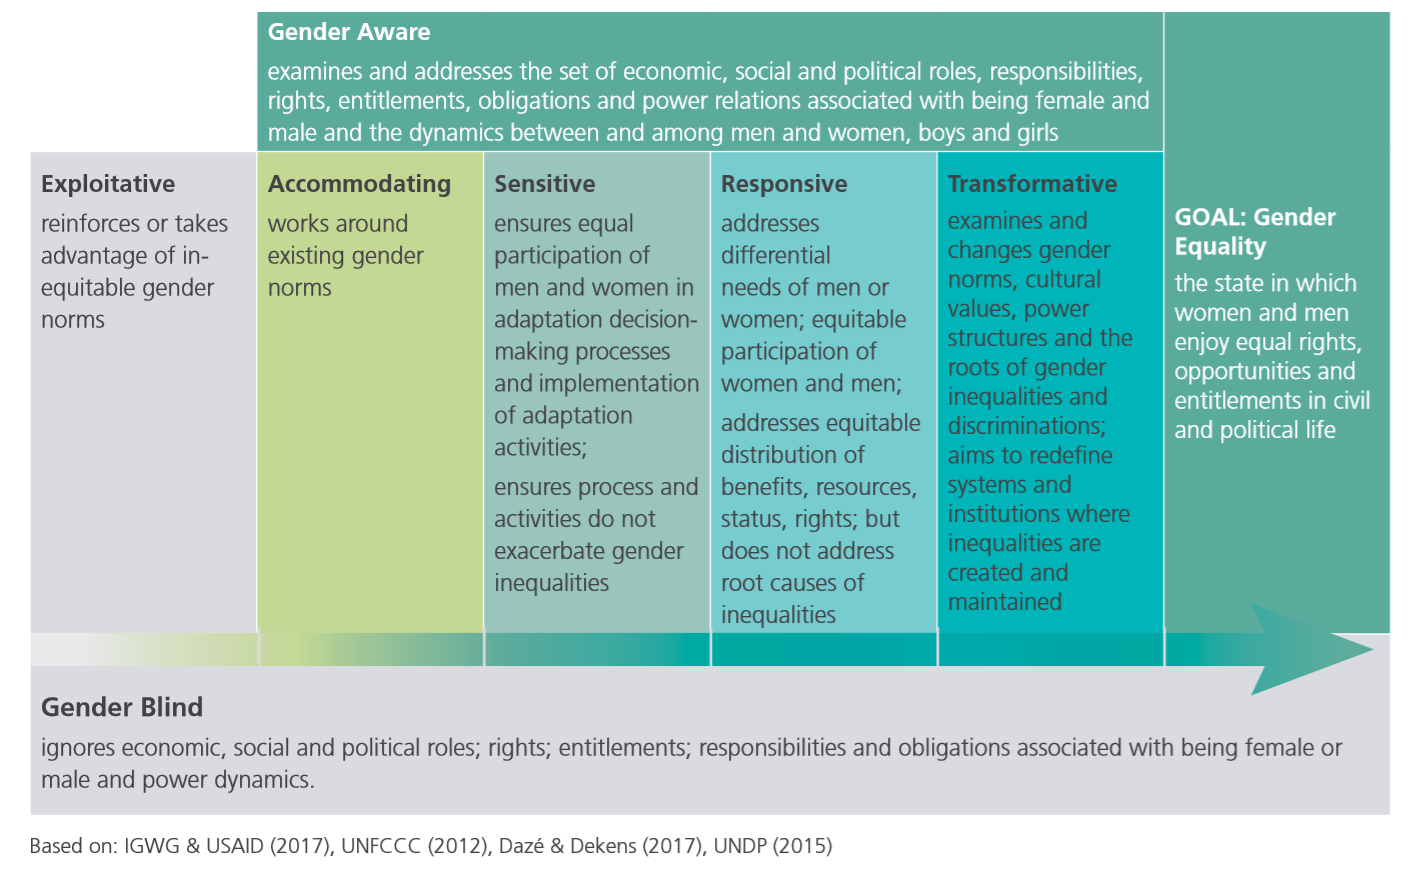 Gender Aware
examines and addresses the set of economic, social and political roles, responsibilities,
rights, entitlements, obligations and power relations associated with being female and
male and the dynamics between and among men and women, boys and girls
Exploitative
reinforces or takes
advantage of in-
equitable gender
norms
Accommodating
works around
existing gender
norms
Sensitive
ensures equal
participation of
men and women in
adaptation decision-
making processes
and implementation
of adaptation
activities;
ensures process and
activities do not
exacerbate gender
inequalities
Responsive
addresses
differential
needs of men or
women; equitable
participation of
women and men;
addresses equitable
distribution of
benefits, resources,
status, rights; but
does not address
root causes of
inequalities
Transformative
examines and
changes gender
norms, cultural
values, power
structures and the
roots of gender
inequalities and
discriminations;
aims to redefine
systems and
institutions where
inequalities are
created and
maintained
GOAL: Gender
Equality
the state in which
women and men
enjoy equal rights,
opportunities and
entitlements in civil
and political life
Gender Blind
ignores economic, social and political roles; rights; entitlements; responsibilities and obligations associated with being female or
male and power dynamics.
Based on: IGWG & USAID (2017), UNFCCC (2012), Dazé & Dekens (2017), UNDP (2015)